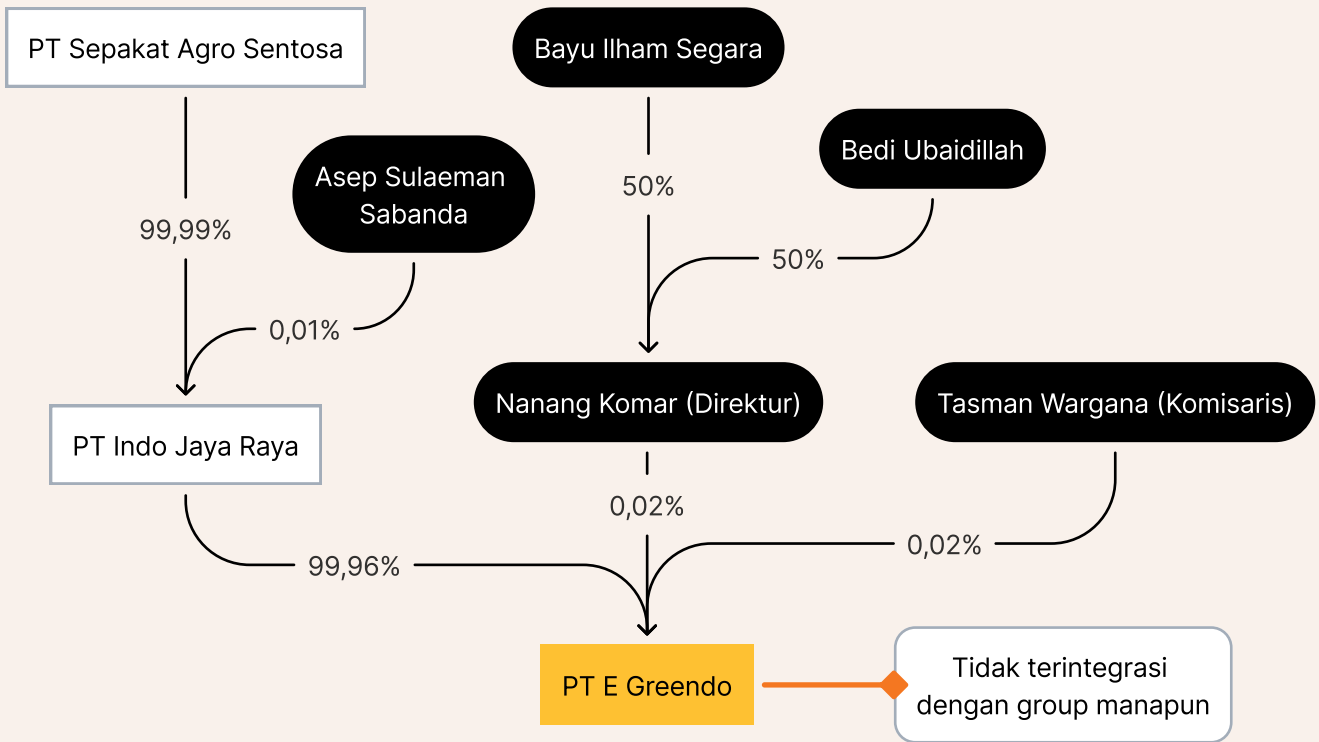 PT Sepakat Agro Sentosa
Bayu Ilham Segara
Bedi Ubaidillah
Asep Sulaeman
Sabanda
50%
99,99%
50%
0,01%
Nanang Komar (Direktur)
Tasman Wargana (Komisaris)
PT Indo Jaya Raya
0,02%
0,02%
99,96%
PT E Greendo
Tidak terintegrasi
dengan group manapun